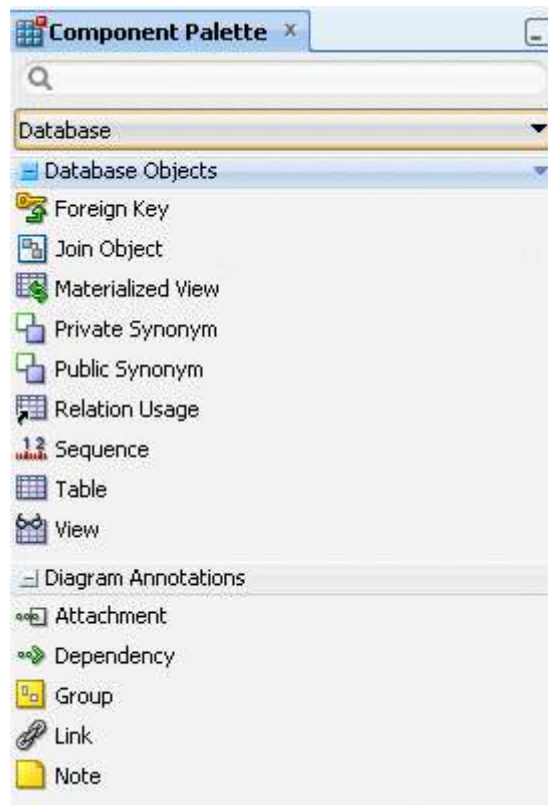 Component Palette x
Database
Database Objects
Foreign Key
Join Object
Materialized View
Private Synonym
Public Synonym
Relation Usage
1 2
Sequence
Table
View
Diagram Annotations
Attachment
Dependency
Group
Link
Note